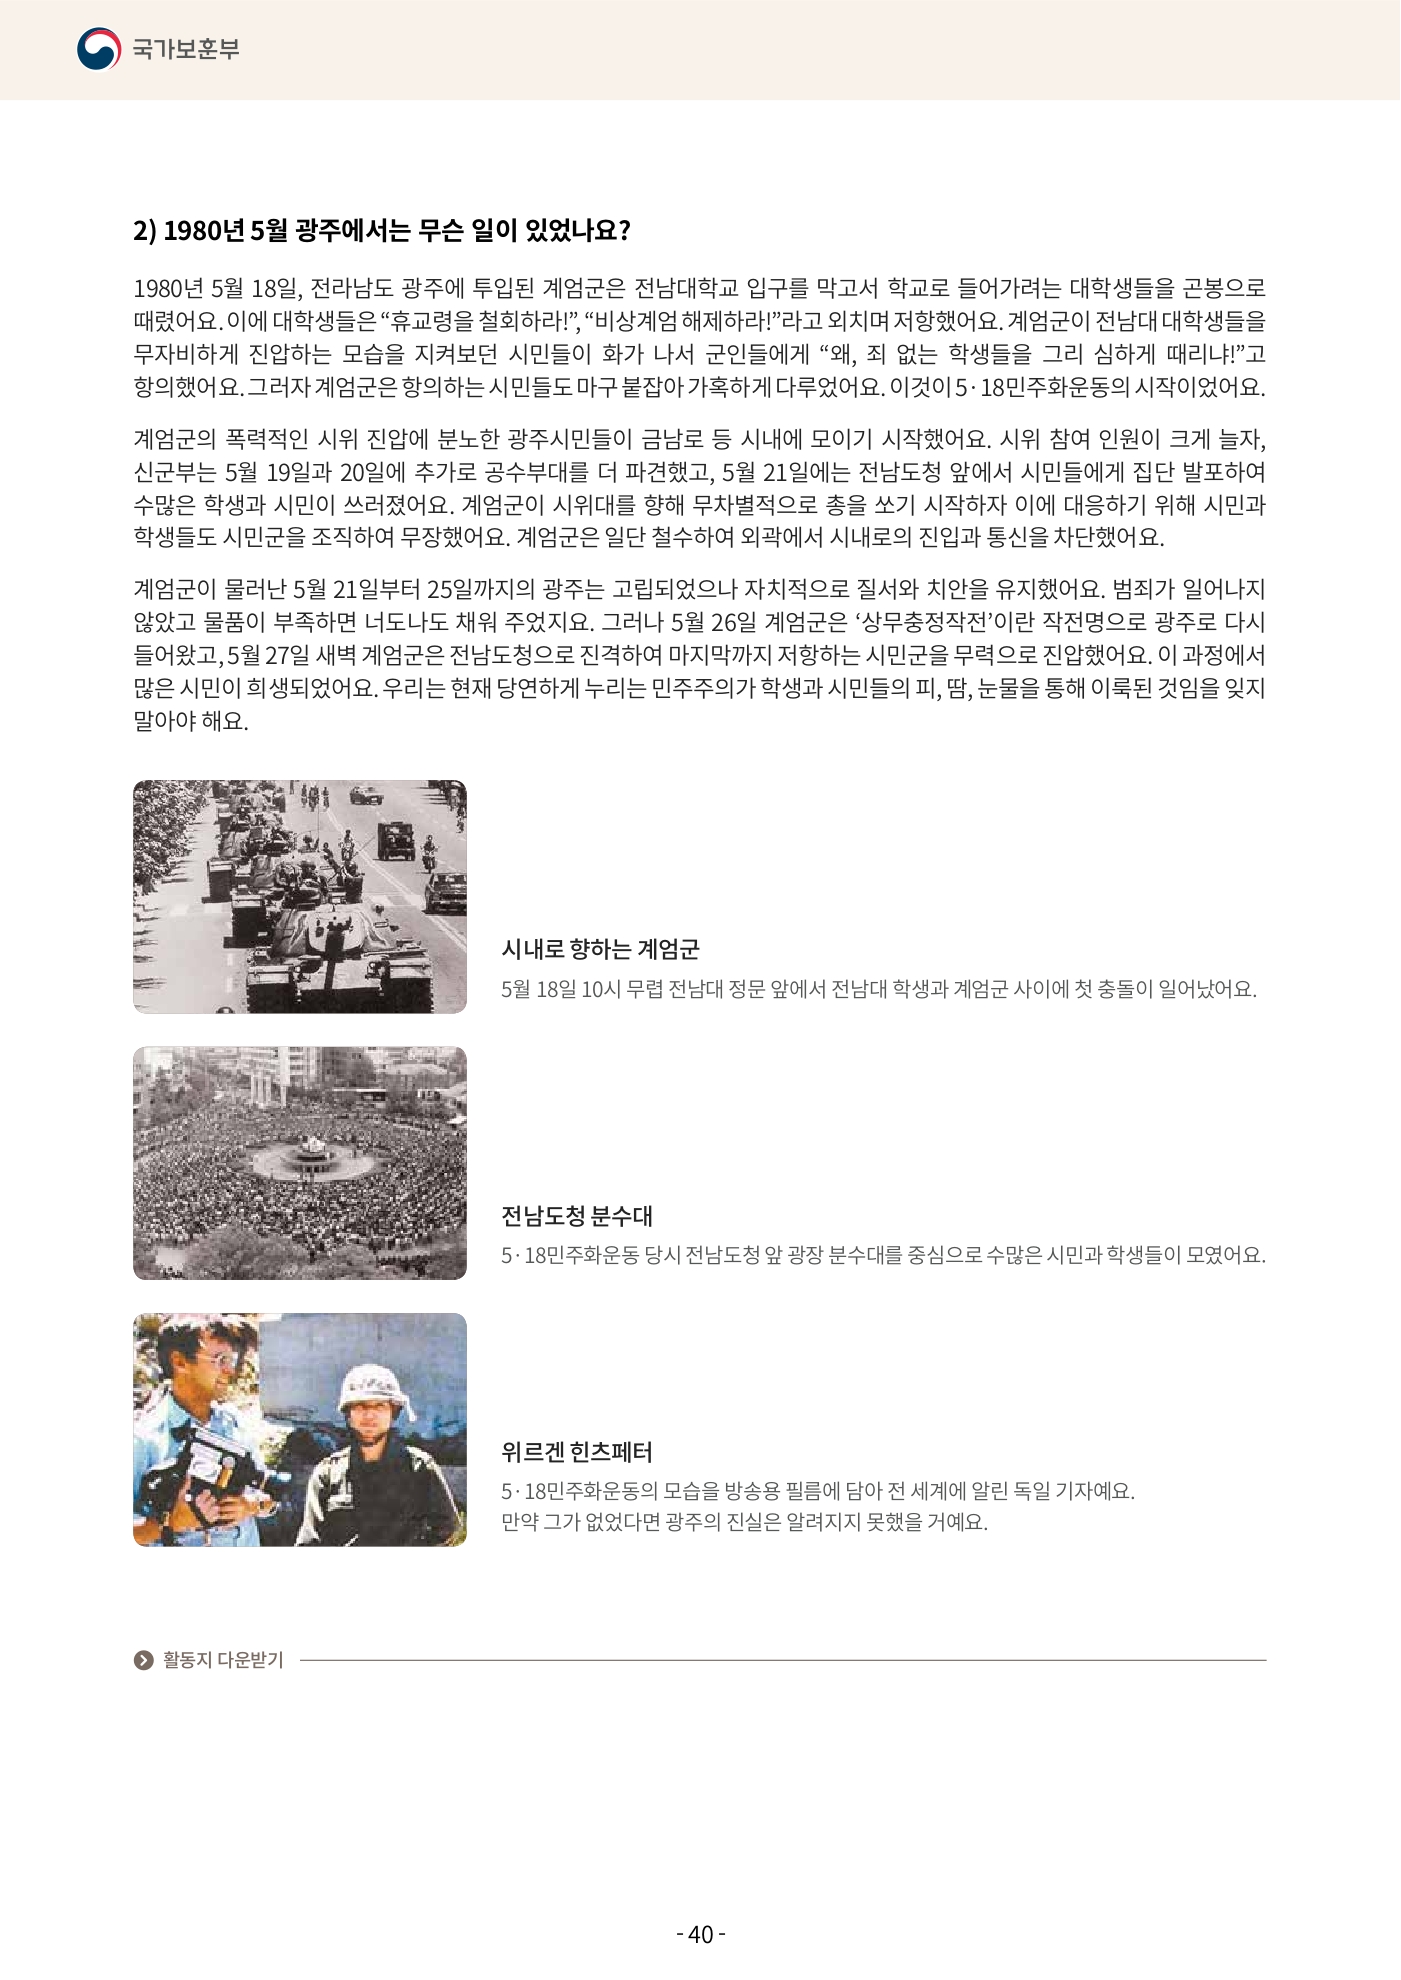 국가보훈부
2) 1980년 5월 광주에서는 무슨 일이 있었나요?
1980년 5월 18일, 전라남도 광주에 투입된 계엄군은 전남대학교 입구를 막고서 학교로 들어가려는 대학생들을 곤봉으로
때렸어요. 이에 대학생들은 “휴교령을 철회하라!”, “비상계엄 해제하라!”라고 외치며 저항했어요. 계엄군이 전남대 대학생들을
무자비하게 진압하는 모습을 지켜보던 시민들이 화가 나서 군인들에게 “왜, 죄 없는 학생들을 그리 심하게 때리냐!”고
항의했어요. 그러자 계엄군은 항의하는 시민들도 마구 붙잡아 가혹하게 다루었어요. 이것이 5·18민주화운동의 시작이었어요.
계엄군의 폭력적인 시위 진압에 분노한 광주시민들이 금남로 등 시내에 모이기 시작했어요. 시위 참여 인원이 크게 늘자,
신군부는 5월 19일과 20일에 추가로 공수부대를 더 파견했고, 5월 21일에는 전남도청 앞에서 시민들에게 집단 발포하여
수많은 학생과 시민이 쓰러졌어요. 계엄군이 시위대를 향해 무차별적으로 총을 쏘기 시작하자 이에 대응하기 위해 시민과
학생들도 시민군을 조직하여 무장했어요. 계엄군은 일단 철수하여 외곽에서 시내로의 진입과 통신을 차단했어요.
계엄군이 물러난 5월 21일부터 25일까지의 광주는 고립되었으나 자치적으로 질서와 치안을 유지했어요. 범죄가 일어나지
않았고 물품이 부족하면 너도나도 채워 주었지요. 그러나 5월 26일 계엄군은 ‘상무충정작전’이란 작전명으로 광주로 다시
들어왔고, 5월 27일 새벽 계엄군은 전남도청으로 진격하여 마지막까지 저항하는 시민군을 무력으로 진압했어요. 이 과정에서
많은 시민이 희생되었어요. 우리는 현재 당연하게 누리는 민주주의가 학생과 시민들의 피, 땀, 눈물을 통해 이룩된 것임을 잊지
말아야 해요.
시내로 향하는 계엄군
5월 18일 10시 무렵 전남대 정문 앞에서 전남대 학생과 계엄군 사이에 첫 충돌이 일어났어요.
전남도청 분수대
5·18민주화운동 당시 전남도청 앞 광장 분수대를 중심으로 수많은 시민과 학생들이 모였어요.
위르겐 힌츠페터
5·18민주화운동의 모습을 방송용 필름에 담아 전 세계에 알린 독일 기자예요.
만약 그가 없었다면 광주의 진실은 알려지지 못했을 거예요.
활동지 다운받기
- 40 -